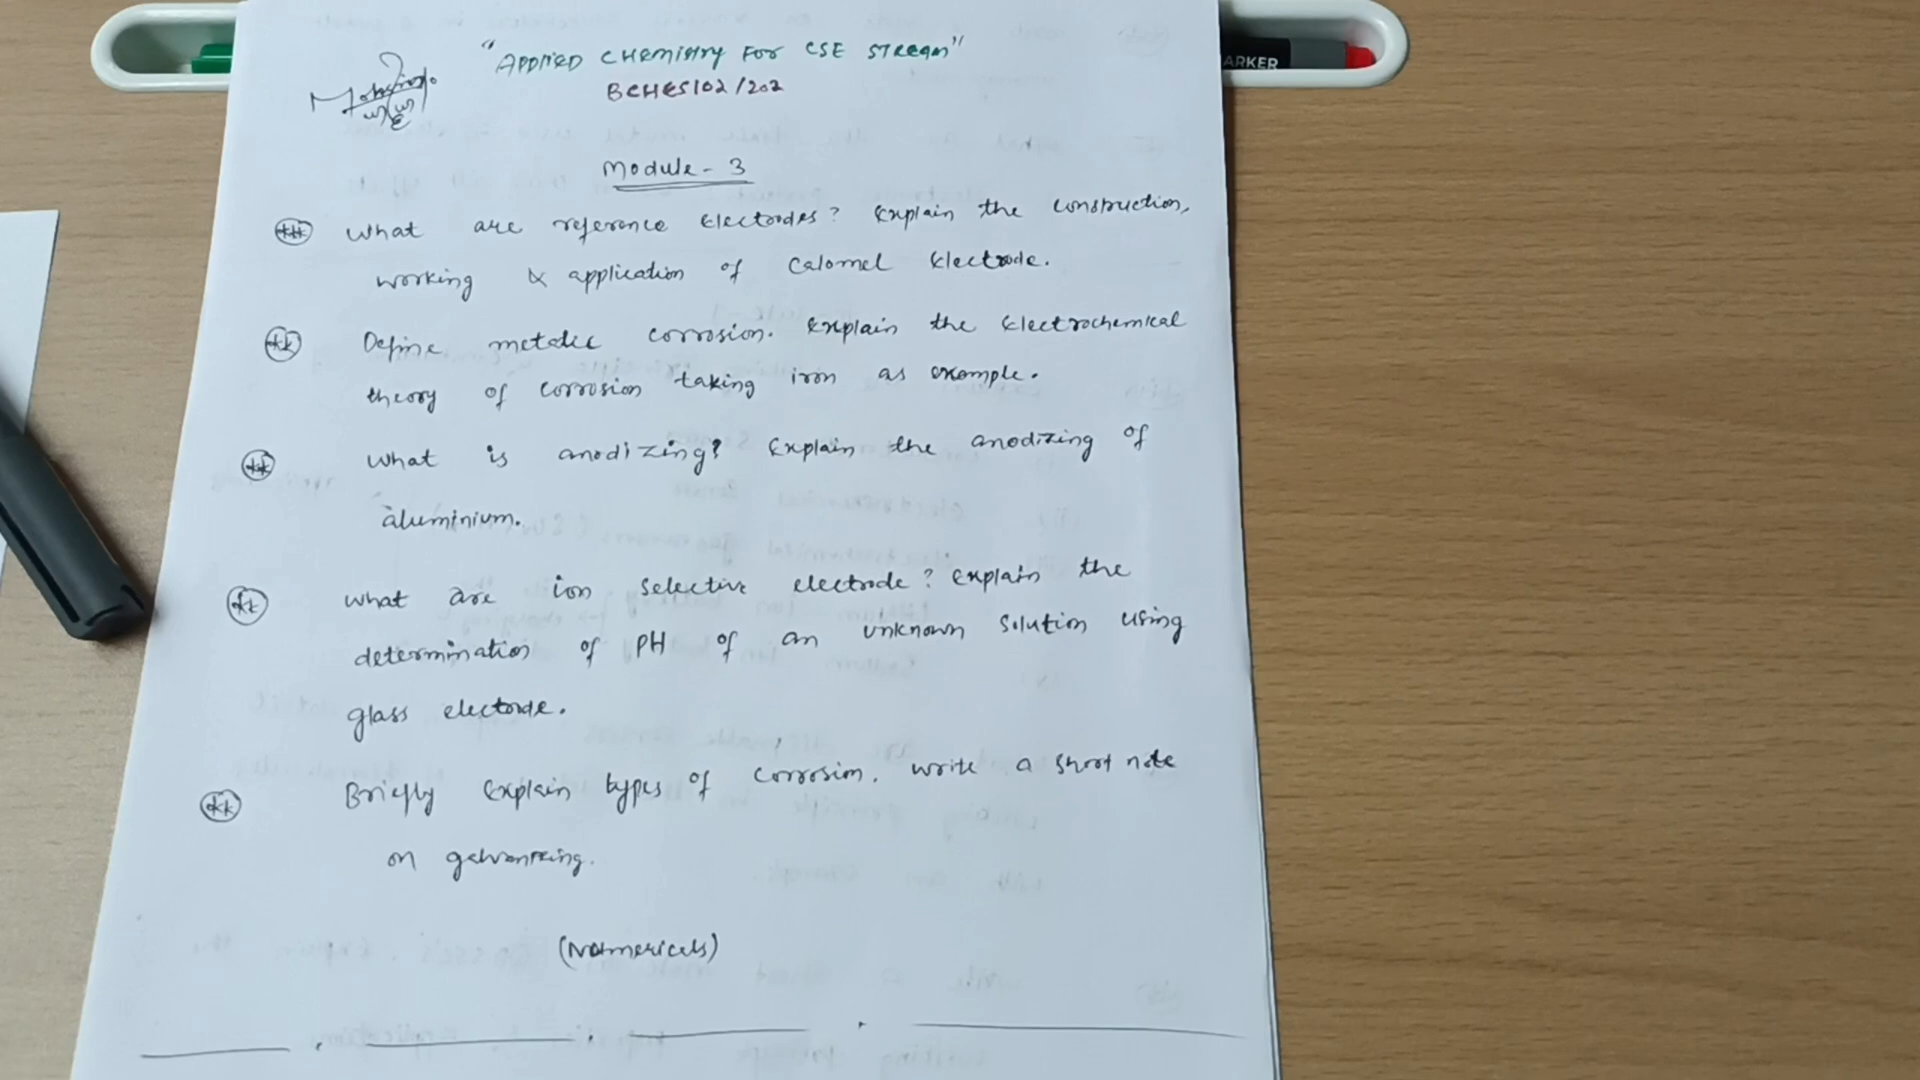 "APPLIED CHEMISTRY FOR CSE STREAM"
BCHES102/202
ARKER
Module - 3
What are reference Electrodes? Explain the construction,
working & application of Calomel Electrode.
Define metallic corrosion. Explain the Electrochemical
theory of corrosion taking iron as example.
What is anodizing? Explain the anodizing of
aluminium.
What are ion selective electrode? Explain the
determination of PH of an unknown solution using
glass electrode.
Briefly Explain types of corrosion. Write a short note
on galvanizing.
(Numericals)